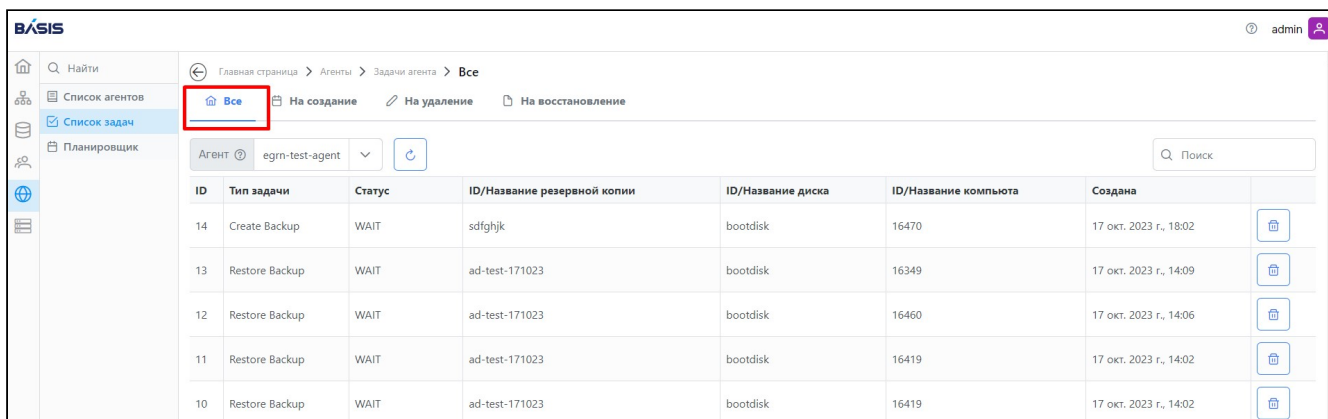 BASIS
admin
Найти
Главная страница > Агенты > Задачи агента > Все
Список агентов
Список задач
Планировщик
Все На создание На удаление На восстановление
Агент egrn-test-agent Поиск
ID Тип задачи Статус ID/Название резервной копии ID/Название диска ID/Название компьюта Создана
14 Create Backup WAIT sdfghjk bootdisk 16470 17 окт. 2023 г., 18:02
13 Restore Backup WAIT ad-test-171023 bootdisk 16349 17 окт. 2023 г., 14:09
12 Restore Backup WAIT ad-test-171023 bootdisk 16460 17 окт. 2023 г., 14:06
11 Restore Backup WAIT ad-test-171023 bootdisk 16419 17 окт. 2023 г., 14:02
10 Restore Backup WAIT ad-test-171023 bootdisk 16419 17 окт. 2023 г., 14:02